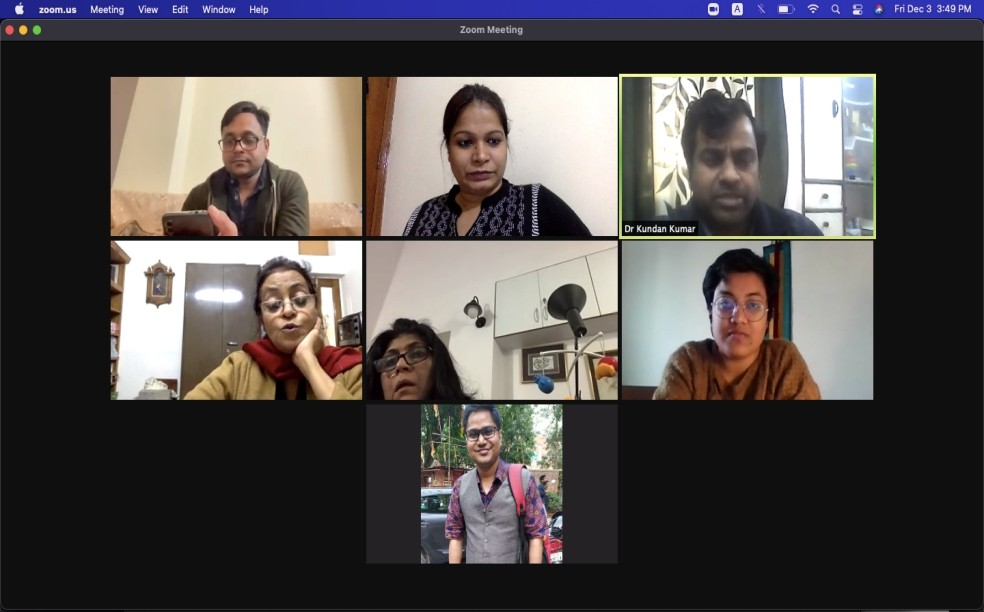 zoom.us Meeting View Edit Window Help A Fri Dec 3 3:49 PM
Zoom Meeting
Dr Kundan Kumar